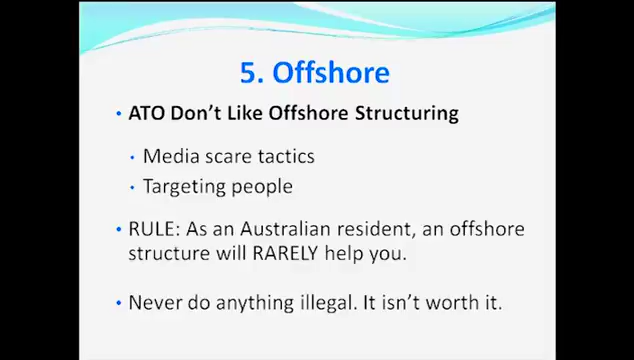 5. Offshore
• ATO Don't Like Offshore Structuring
• Media scare tactics
• Targeting people
• RULE: As an Australian resident, an offshore
structure will RARELY help you.
• Never do anything illegal. It isn't worth it.